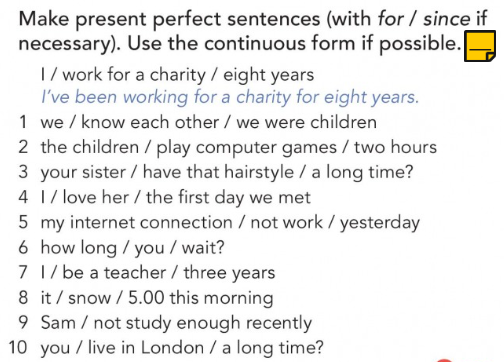 Make present perfect sentences (with for / since if
necessary). Use the continuous form if possible.
I / work for a charity / eight years
I've been working for a charity for eight years.
1 we / know each other / we were children
2 the children / play computer games / two hours
3 your sister / have that hairstyle / a long time?
4 I / love her / the first day we met
5 my internet connection / not work / yesterday
6 how long / you / wait?
7 I / be a teacher / three years
8 it / snow / 5.00 this morning
9 Sam / not study enough recently
10 you / live in London / a long time?